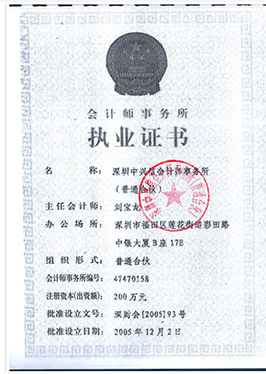 会计师事务所
执业证书
名 称： 深圳中兴信会计师事务所
（普通合伙）
主任会计师： 刘宝龙
办公场所： 深圳市福田区莲花街道彩田路
中银大厦B座17E
组织形式： 普通合伙
会计师事务所编号： 47470158
注册资本(出资额)： 200万元
批准设立文号： 深财会[2005]93号
批准设立日期： 2005年12月2日